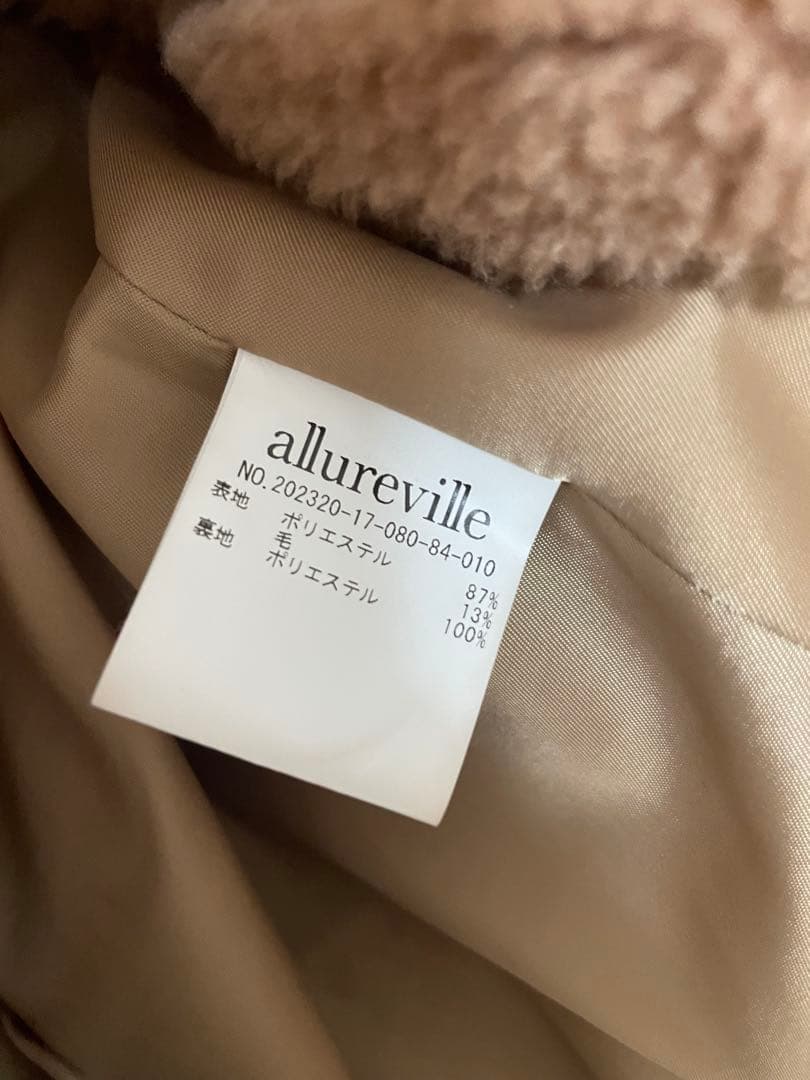 allureville
NO.202320-17-080-84-010
表地 ポリエステル 87%
毛 13%
裏地 ポリエステル 100%